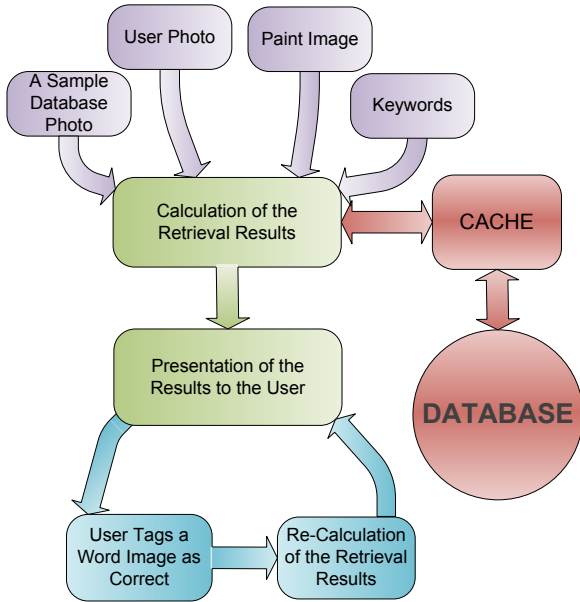 User Photo
Paint Image
A Sample
Database
Photo
Keywords
Calculation of the
Retrieval Results
CACHE
Presentation of the
Results to the User
DATABASE
User Tags a
Word Image as
Correct
Re-Calculation
of the Retrieval
Results